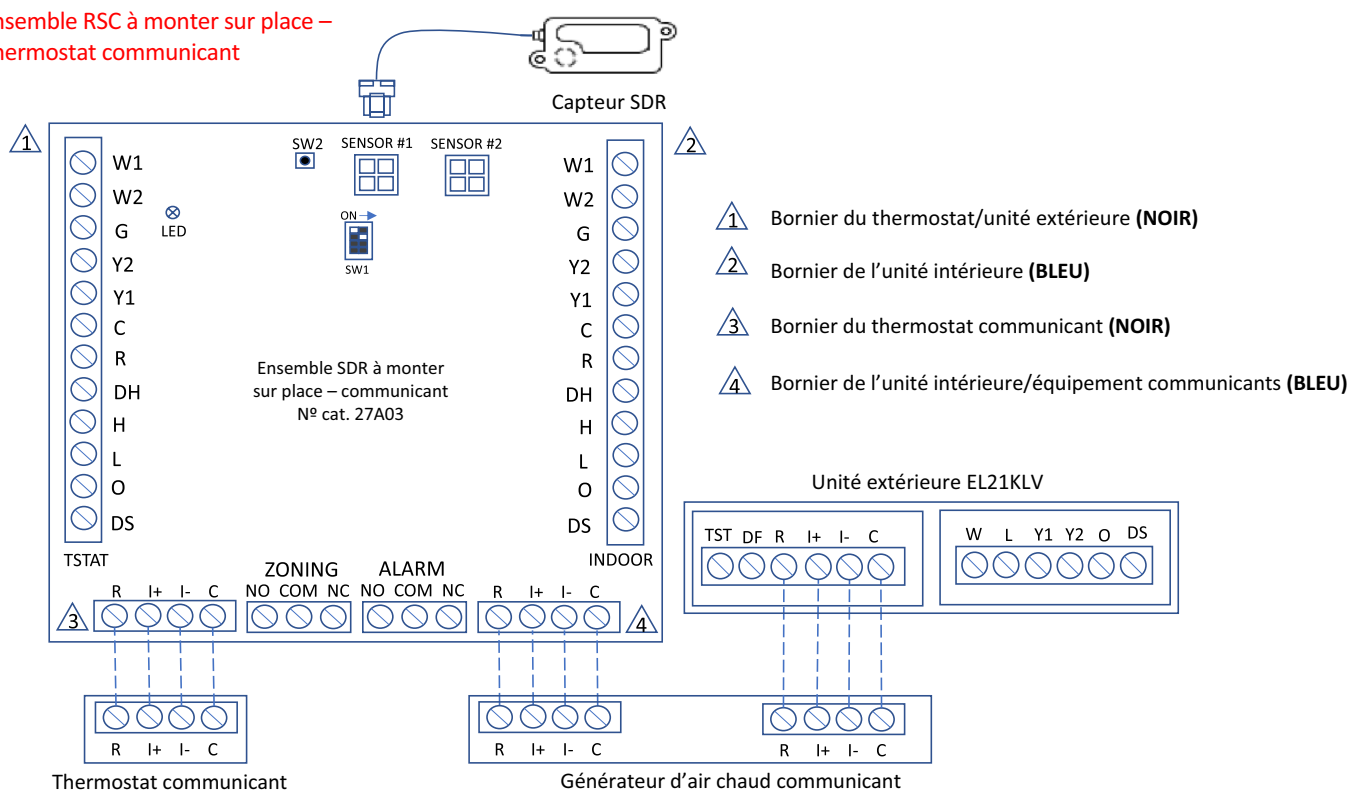 nsemble RSC à monter sur place –
hermostat communicant
Capteur SDR
1
2
SW2
SENSOR #1
SENSOR #2
W1
W2
G
Y2
Y1
C
R
DH
H
L
O
DS
TSTAT
LED
ON
SW1
Ensemble SDR à monter
sur place – communicant
Nº cat. 27A03
W1
W2
G
Y2
Y1
C
R
DH
H
L
O
DS
INDOOR
1 Bornier du thermostat/unité extérieure (NOIR)
2 Bornier de l’unité intérieure (BLEU)
3 Bornier du thermostat communicant (NOIR)
4 Bornier de l’unité intérieure/équipement communicants (BLEU)
Unité extérieure EL21KLV
TST DF R I+ I- C
W L Y1 Y2 O DS
ZONING
ALARM
R I+ I- C
NO COM NC
NO COM NC
R I+ I- C
3
4
R I+ I- C
R I+ I- C
R I+ I- C
Thermostat communicant
Générateur d’air chaud communicant